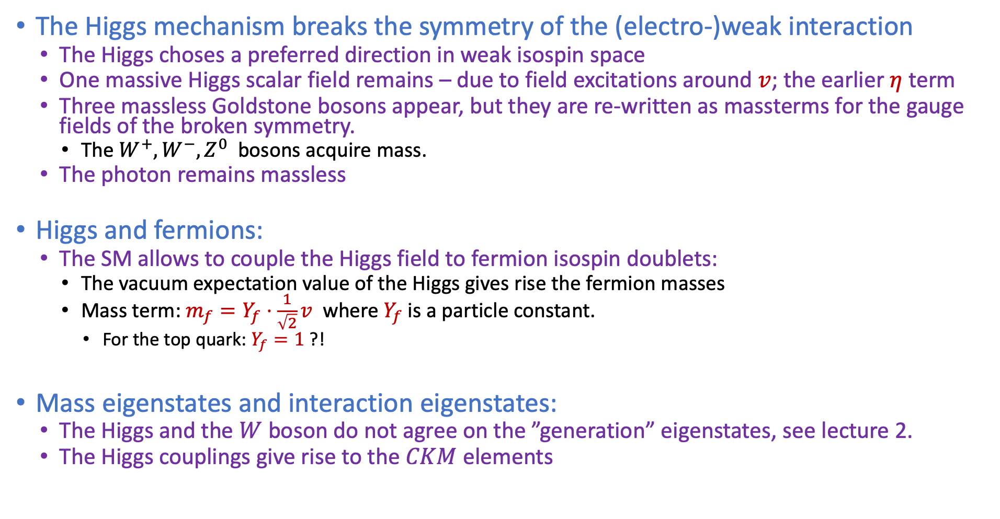 • The Higgs mechanism breaks the symmetry of the (electro-)weak interaction
• The Higgs choses a preferred direction in weak isospin space
• One massive Higgs scalar field remains – due to field excitations around v; the earlier η term
• Three massless Goldstone bosons appear, but they are re-written as massterms for the gauge
fields of the broken symmetry.
• The W⁺, W⁻, Z⁰ bosons acquire mass.
• The photon remains massless
• Higgs and fermions:
• The SM allows to couple the Higgs field to fermion isospin doublets:
• The vacuum expectation value of the Higgs gives rise the fermion masses
• Mass term: m_f = Y_f · 1/√2 v where Y_f is a particle constant.
• For the top quark: Y_f = 1 ?!
• Mass eigenstates and interaction eigenstates:
• The Higgs and the W boson do not agree on the ”generation” eigenstates, see lecture 2.
• The Higgs couplings give rise to the CKM elements